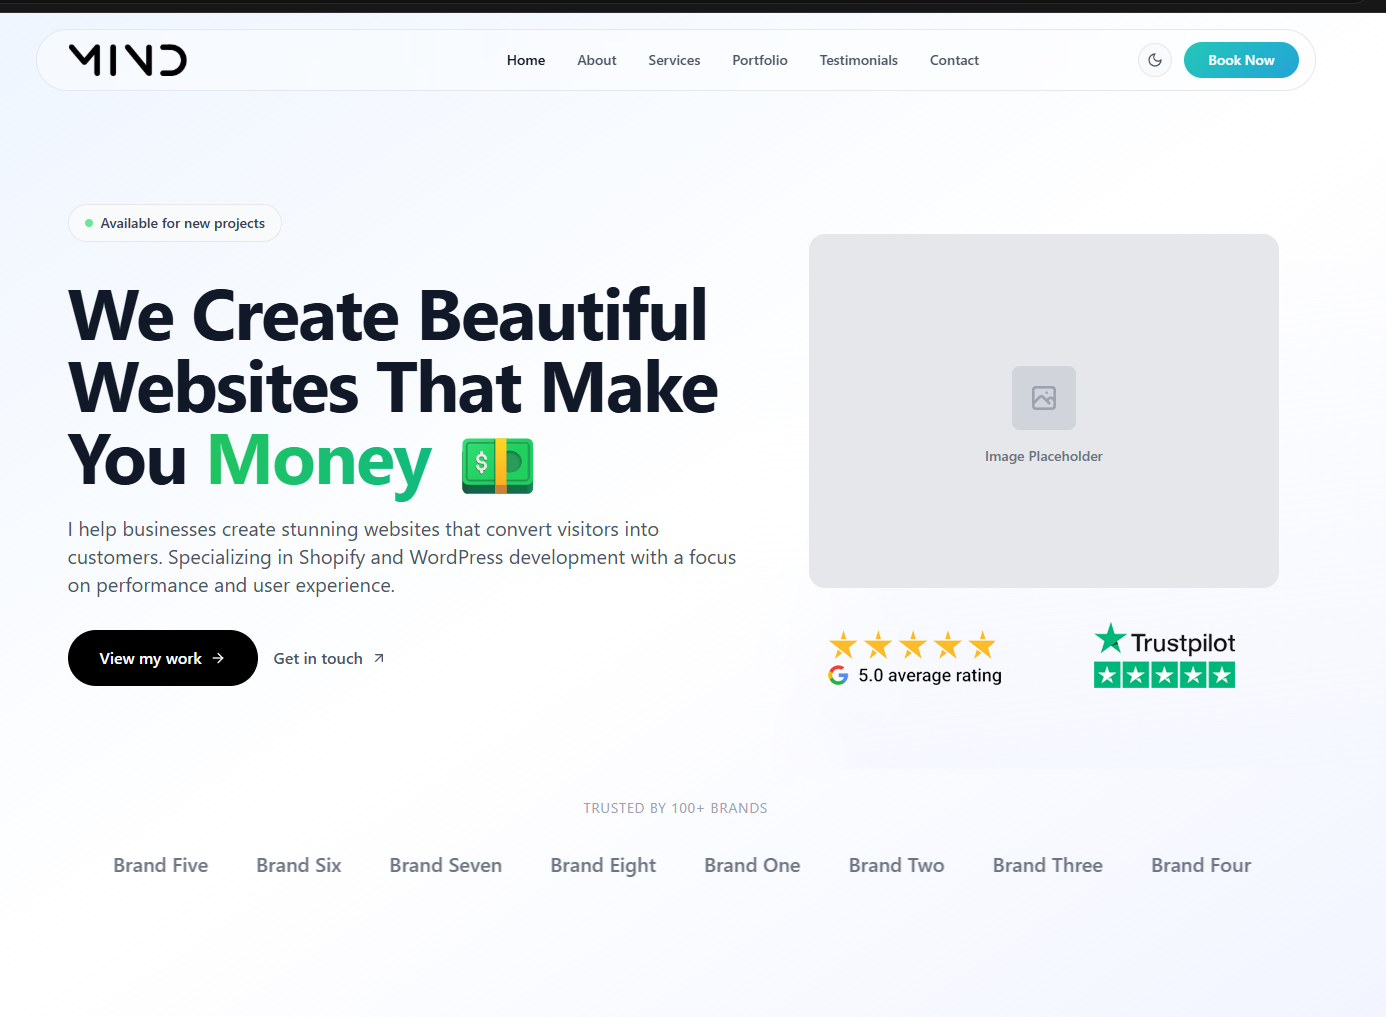 MIND
Home About Services Portfolio Testimonials Contact
Book Now
Available for new projects
We Create Beautiful
Websites That Make
You Money
I help businesses create stunning websites that convert visitors into
customers. Specializing in Shopify and WordPress development with a focus
on performance and user experience.
View my work
Get in touch
Image Placeholder
5.0 average rating
Trustpilot
TRUSTED BY 100+ BRANDS
Brand Five Brand Six Brand Seven Brand Eight Brand One Brand Two Brand Three Brand Four